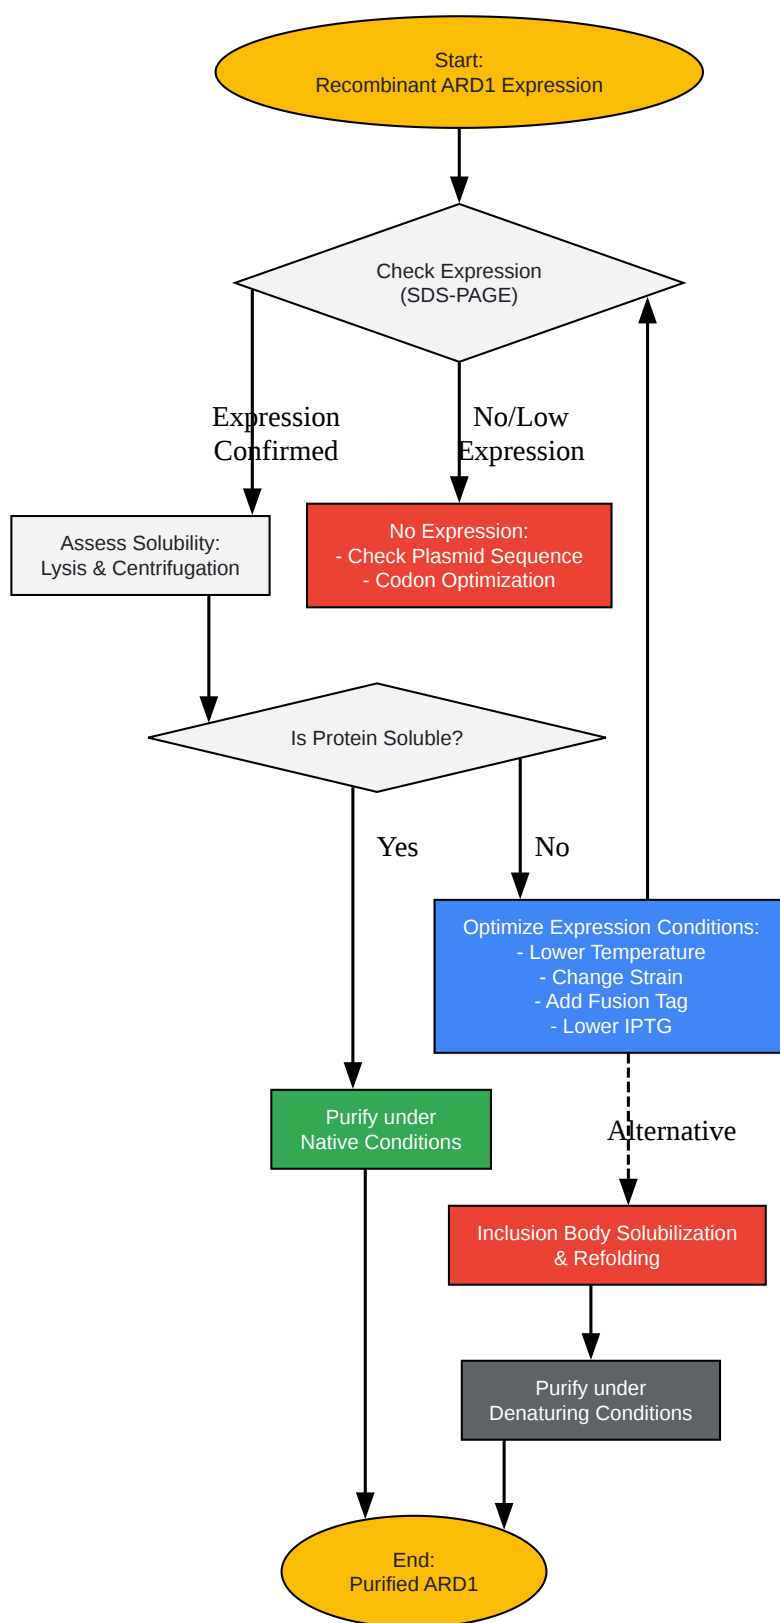 Start:
Recombinant ARD1 Expression
Check Expression
(SDS-PAGE)
Expression
Confirmed
No/Low
Expression
Assess Solubility:
Lysis & Centrifugation
No Expression:
- Check Plasmid Sequence
- Codon Optimization
Is Protein Soluble?
Yes
No
Optimize Expression Conditions:
- Lower Temperature
- Change Strain
- Add Fusion Tag
- Lower IPTG
Purify under
Native Conditions
Alternative
Inclusion Body Solubilization
& Refolding
Purify under
Denaturing Conditions
End:
Purified ARD1